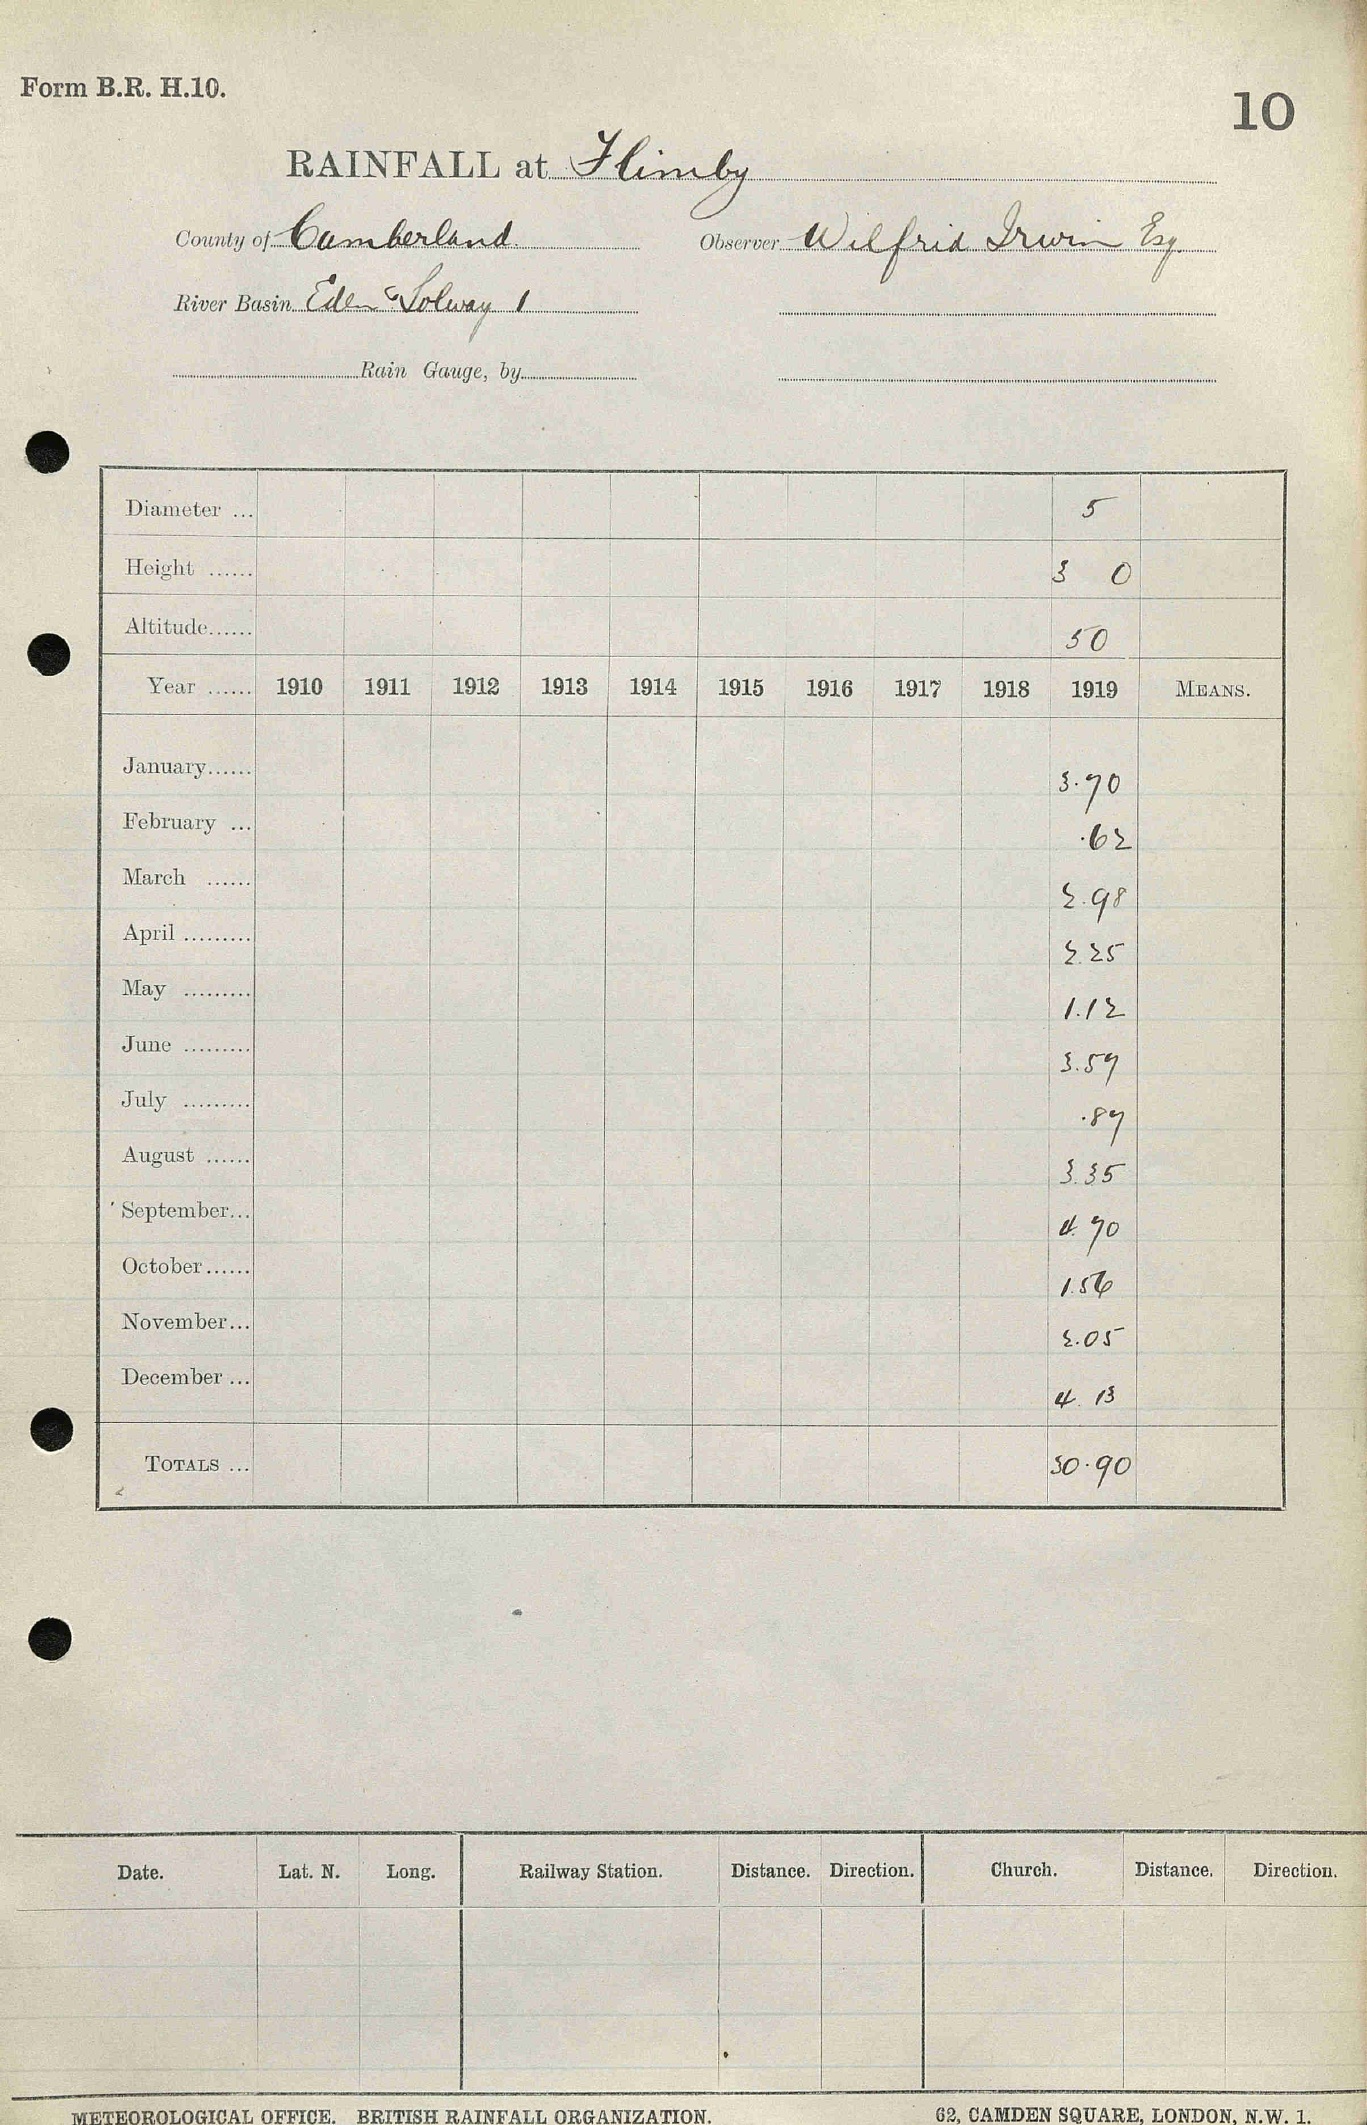 Form B.R. H.10.
10
RAINFALL at Flimby
County of Cumberland. Observer Wilfrid Irwin Esq.
River Basin Eden & Solway 1
Rain Gauge, by
Diameter ... 5
Height ...... 3 0
Altitude...... 50
Year ...... 1910 1911 1912 1913 1914 1915 1916 1917 1918 1919 MEANS.
January...... 3.70
February ... .62
March ...... 2.98
April ......... 2.25
May ......... 1.12
June ......... 3.57
July ......... .87
August ...... 3.35
September... 4.70
October...... 1.56
November... 2.05
December ... 4.13
TOTALS ... 30.90
Date. Lat. N. Long. Railway Station. Distance. Direction. Church. Distance. Direction.
METEOROLOGICAL OFFICE. BRITISH RAINFALL ORGANIZATION. 62, CAMDEN SQUARE, LONDON, N.W. 1.